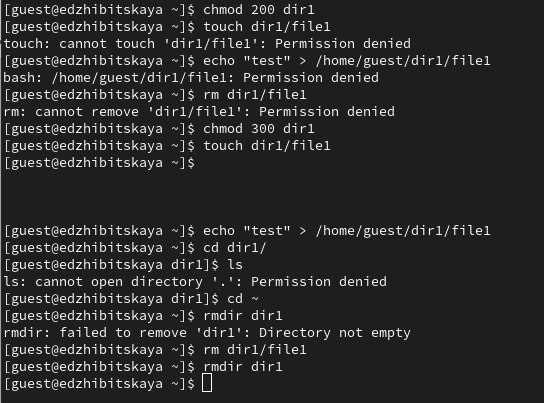 [guest@edzhibitskaya ~]$ chmod 200 dir1
[guest@edzhibitskaya ~]$ touch dir1/file1
touch: cannot touch 'dir1/file1': Permission denied
[guest@edzhibitskaya ~]$ echo "test" > /home/guest/dir1/file1
bash: /home/guest/dir1/file1: Permission denied
[guest@edzhibitskaya ~]$ rm dir1/file1
rm: cannot remove 'dir1/file1': Permission denied
[guest@edzhibitskaya ~]$ chmod 300 dir1
[guest@edzhibitskaya ~]$ touch dir1/file1
[guest@edzhibitskaya ~]$
[guest@edzhibitskaya ~]$ echo "test" > /home/guest/dir1/file1
[guest@edzhibitskaya ~]$ cd dir1/
[guest@edzhibitskaya dir1]$ ls
ls: cannot open directory '.': Permission denied
[guest@edzhibitskaya dir1]$ cd ~
[guest@edzhibitskaya ~]$ rmdir dir1
rmdir: failed to remove 'dir1': Directory not empty
[guest@edzhibitskaya ~]$ rm dir1/file1
[guest@edzhibitskaya ~]$ rmdir dir1
[guest@edzhibitskaya ~]$